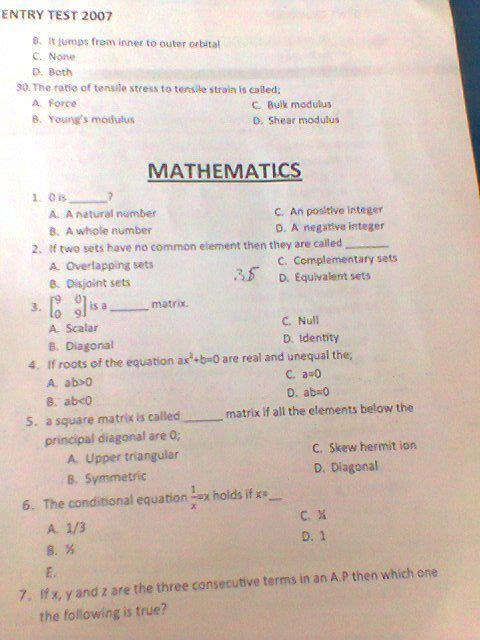 ENTRY TEST 2007
B. It jumps from inner to outer orbital
C. None
D. Both
30. The ratio of tensile stress to tensile strain is called;
A. Force C. Bulk modulus
B. Young's modulus D. Shear modulus
MATHEMATICS
1. 0 is ______?
A. A natural number C. An positive integer
B. A whole number D. A negative integer
2. If two sets have no common element then they are called ______
A. Overlapping sets C. Complementary sets
B. Disjoint sets 35 D. Equivalent sets
3. [9 0
0 9] is a ______ matrix.
A. Scalar C. Null
B. Diagonal D. Identity
4. If roots of the equation ax²+b=0 are real and unequal the;
A. ab>0 C. a=0
B. ab<0 D. ab=0
5. a square matrix is called ______ matrix if all the elements below the
principal diagonal are 0;
A. Upper triangular C. Skew hermit ion
B. Symmetric D. Diagonal
6. The conditional equation 1/x=x holds if x=__
A. 1/3 C. ¼
B. ½ D. 1
E.
7. If x, y and z are the three consecutive terms in an A.P then which one
the following is true?